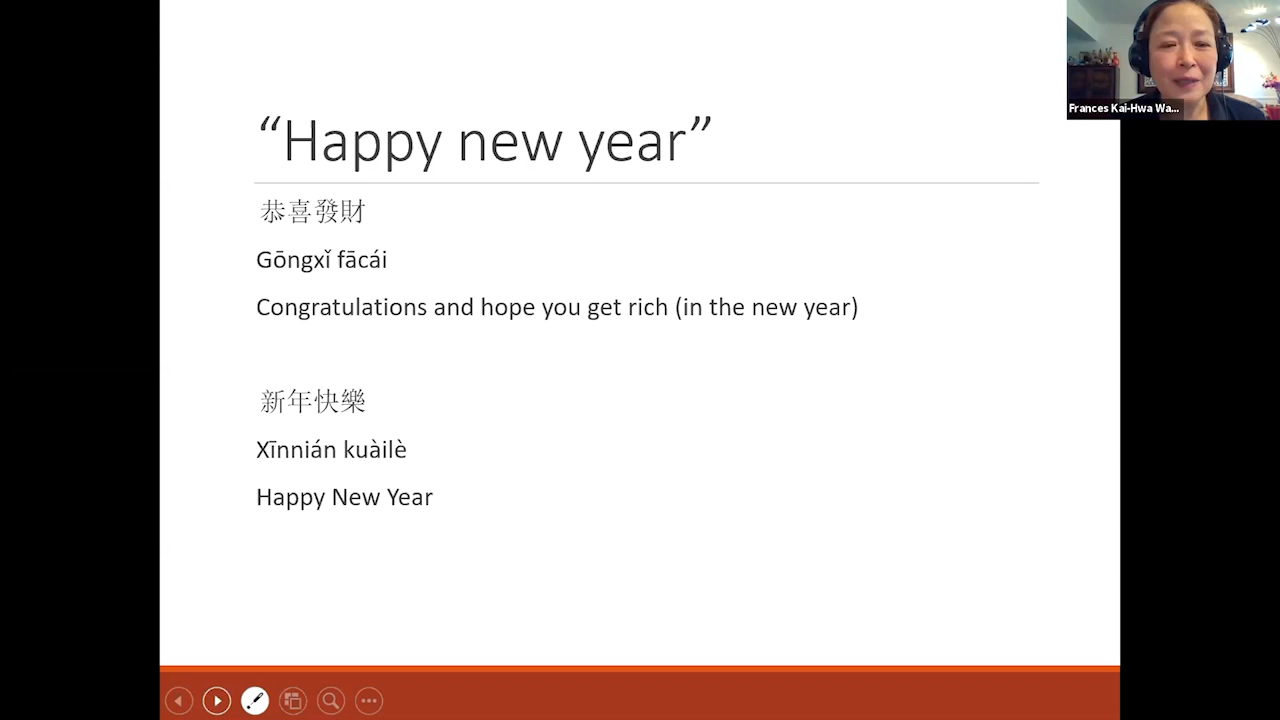 “Happy new year”
恭喜發財
Gōngxǐ fācái
Congratulations and hope you get rich (in the new year)
新年快樂
Xīnnián kuàilè
Happy New Year
Frances Kai-Hwa Wa...